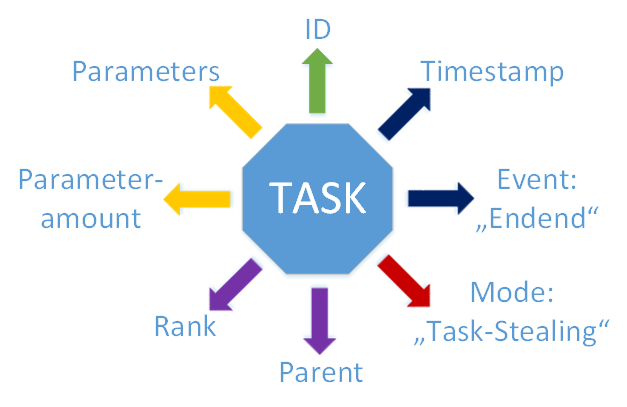 ID
Parameters
Timestamp
Parameter-
amount
TASK
Event:
„Endend“
Rank
Mode:
„Task-Stealing“
Parent